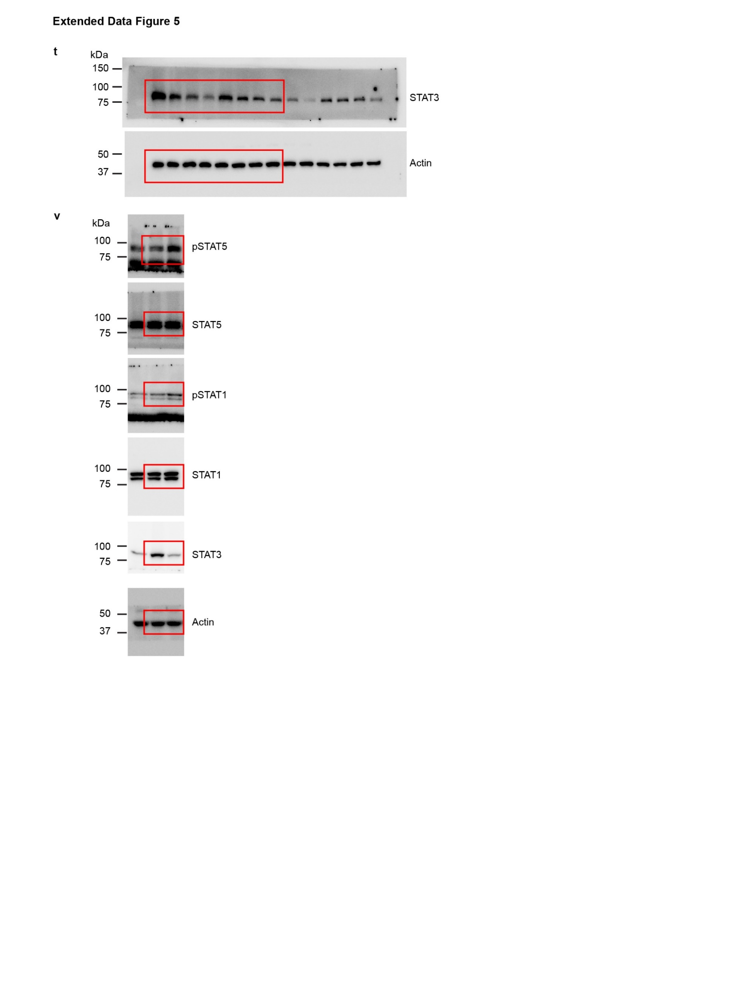 Extended Data Figure 5
t
kDa
150
100
75
STAT3
50
37
Actin
v
kDa
100
75
pSTAT5
100
75
STAT5
100
75
pSTAT1
100
75
STAT1
100
75
STAT3
50
37
Actin